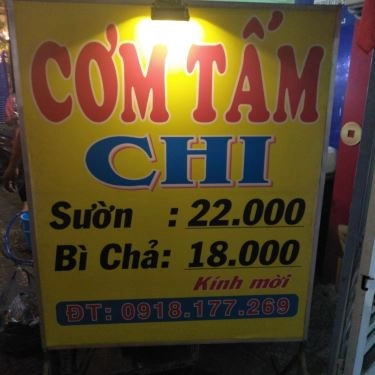 CƠM TẤM
CHI
Sườn : 22.000
Bì Chả: 18.000
Kính mời
ĐT: 0918.177.269